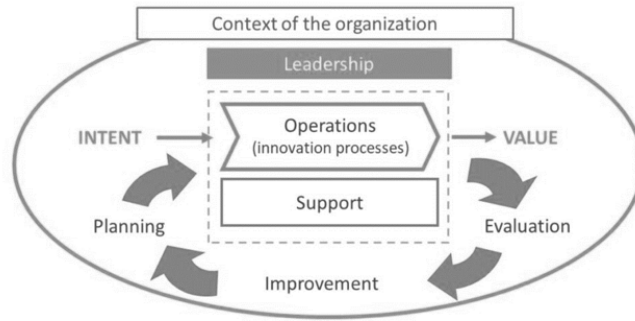 Context of the organization
Leadership
Operations
(innovation processes)
INTENT
VALUE
Support
Planning
Evaluation
Improvement